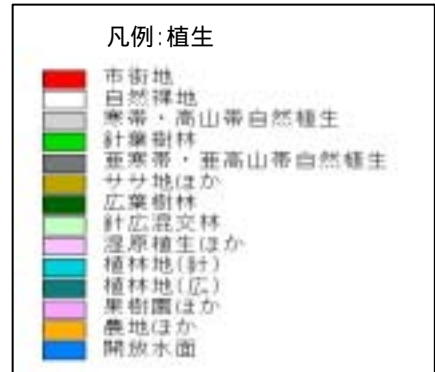 凡例:植生
市街地
自然裸地
寒帯・高山帯自然植生
針葉樹林
亜寒帯・亜高山帯自然植生
ササ地ほか
広葉樹林
針広混交林
湿原植生ほか
植林地(針)
植林地(広)
果樹園ほか
農地ほか
開放水面